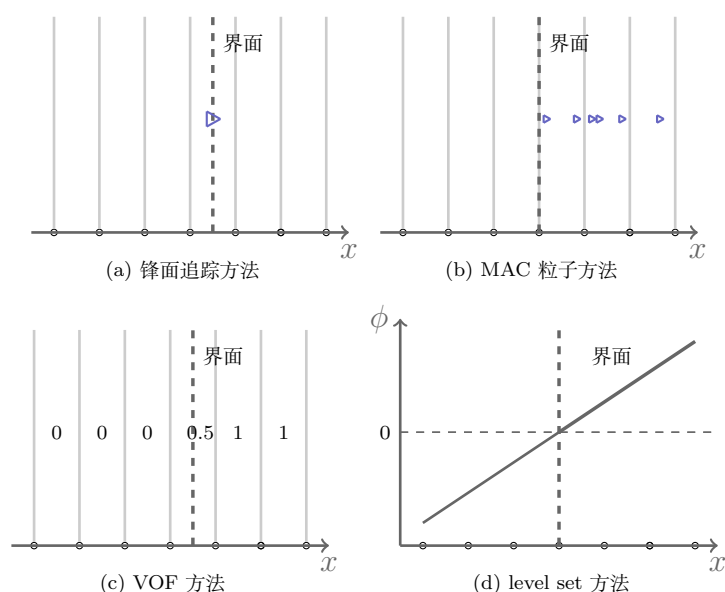 界面
x
(a) 锋面追踪方法
界面
x
(b) MAC 粒子方法
界面
0 0 0 0.5 1 1
x
(c) VOF 方法
ϕ
界面
0
x
(d) level set 方法